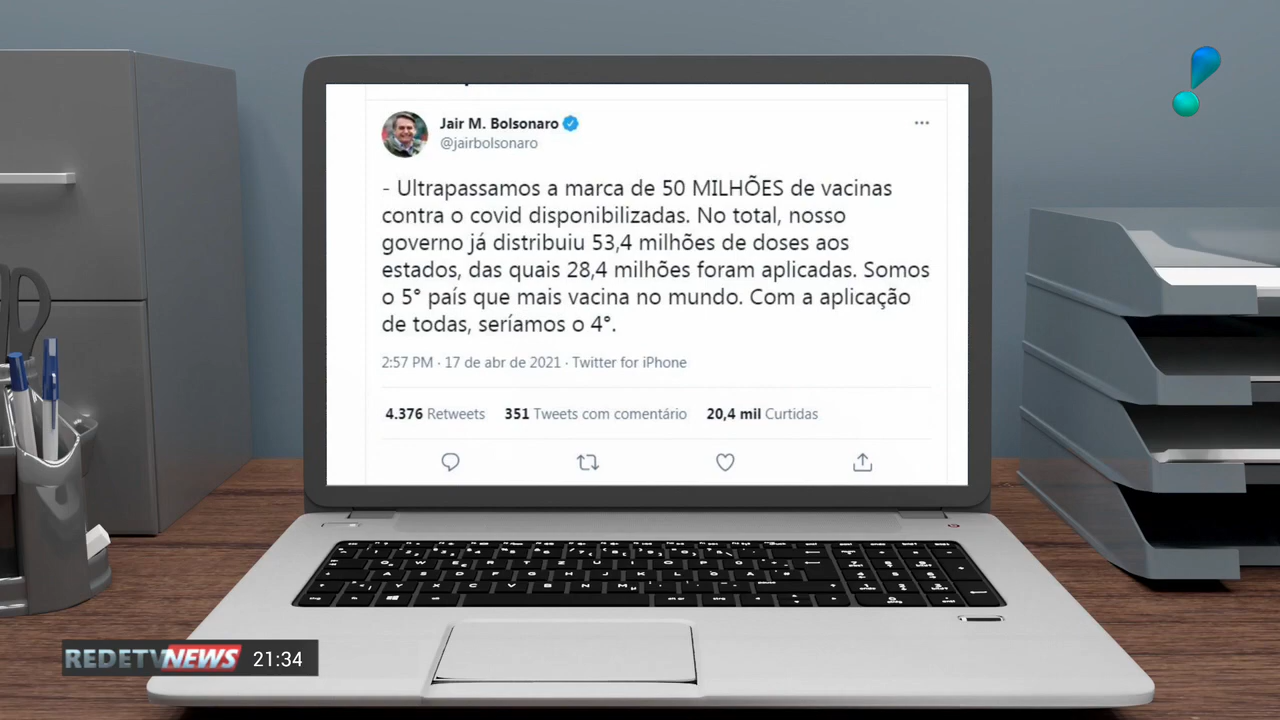 Jair M. Bolsonaro
@jairbolsonaro
- Ultrapassamos a marca de 50 MILHÕES de vacinas
contra o covid disponibilizadas. No total, nosso
governo já distribuiu 53,4 milhões de doses aos
estados, das quais 28,4 milhões foram aplicadas. Somos
o 5° país que mais vacina no mundo. Com a aplicação
de todas, seríamos o 4°.
2:57 PM · 17 de abr de 2021 · Twitter for iPhone
4.376 Retweets 351 Tweets com comentário 20,4 mil Curtidas
REDETV NEWS 21:34